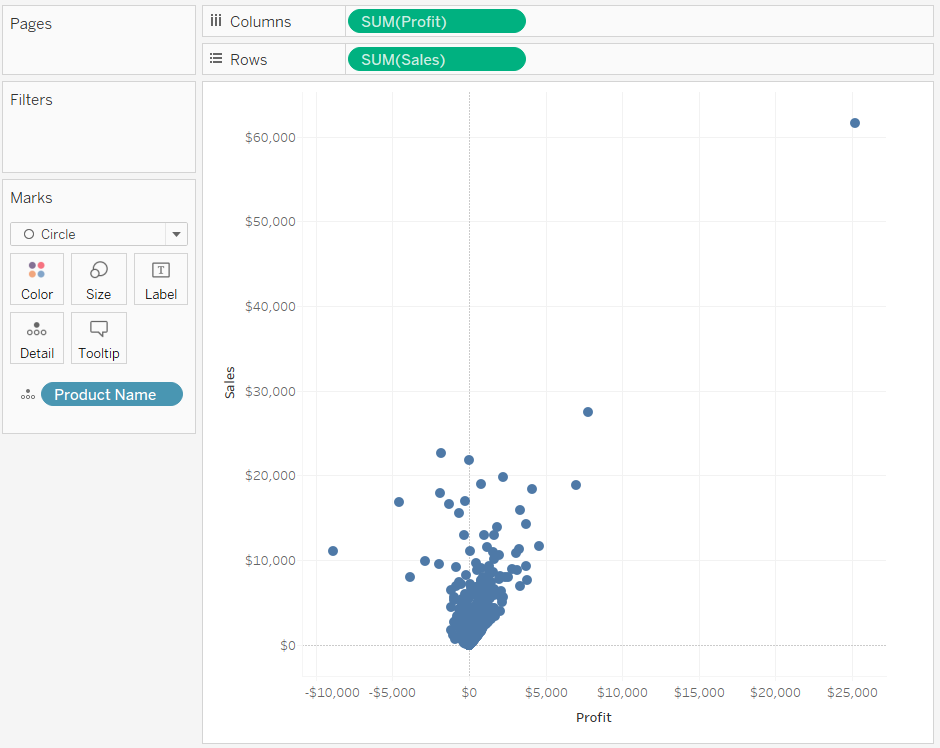 Pages
Columns SUM(Profit)
Rows SUM(Sales)
Filters
Marks
Circle
Color Size Label
Detail Tooltip
Product Name
Sales
$60,000
$50,000
$40,000
$30,000
$20,000
$10,000
$0
-$10,000 -$5,000 $0 $5,000 $10,000 $15,000 $20,000 $25,000
Profit